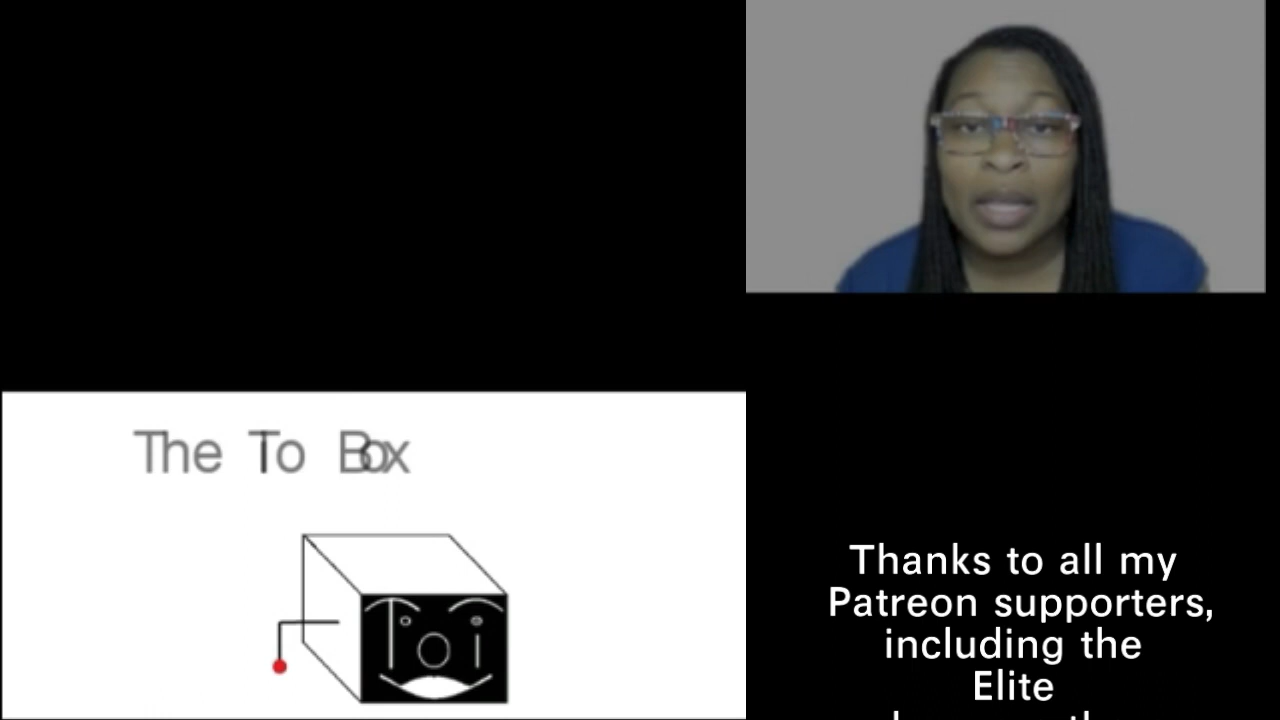 The To Box
Toi
Thanks to all my
Patreon supporters,
including the
Elite